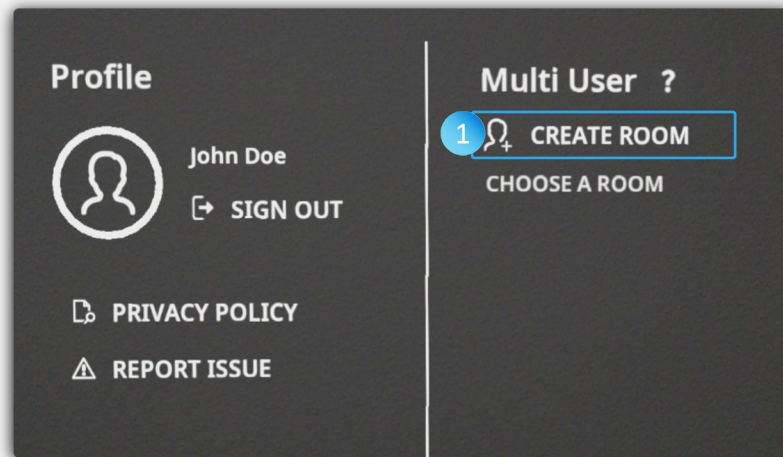 Profile
John Doe
SIGN OUT
PRIVACY POLICY
REPORT ISSUE
Multi User ?
1
CREATE ROOM
CHOOSE A ROOM